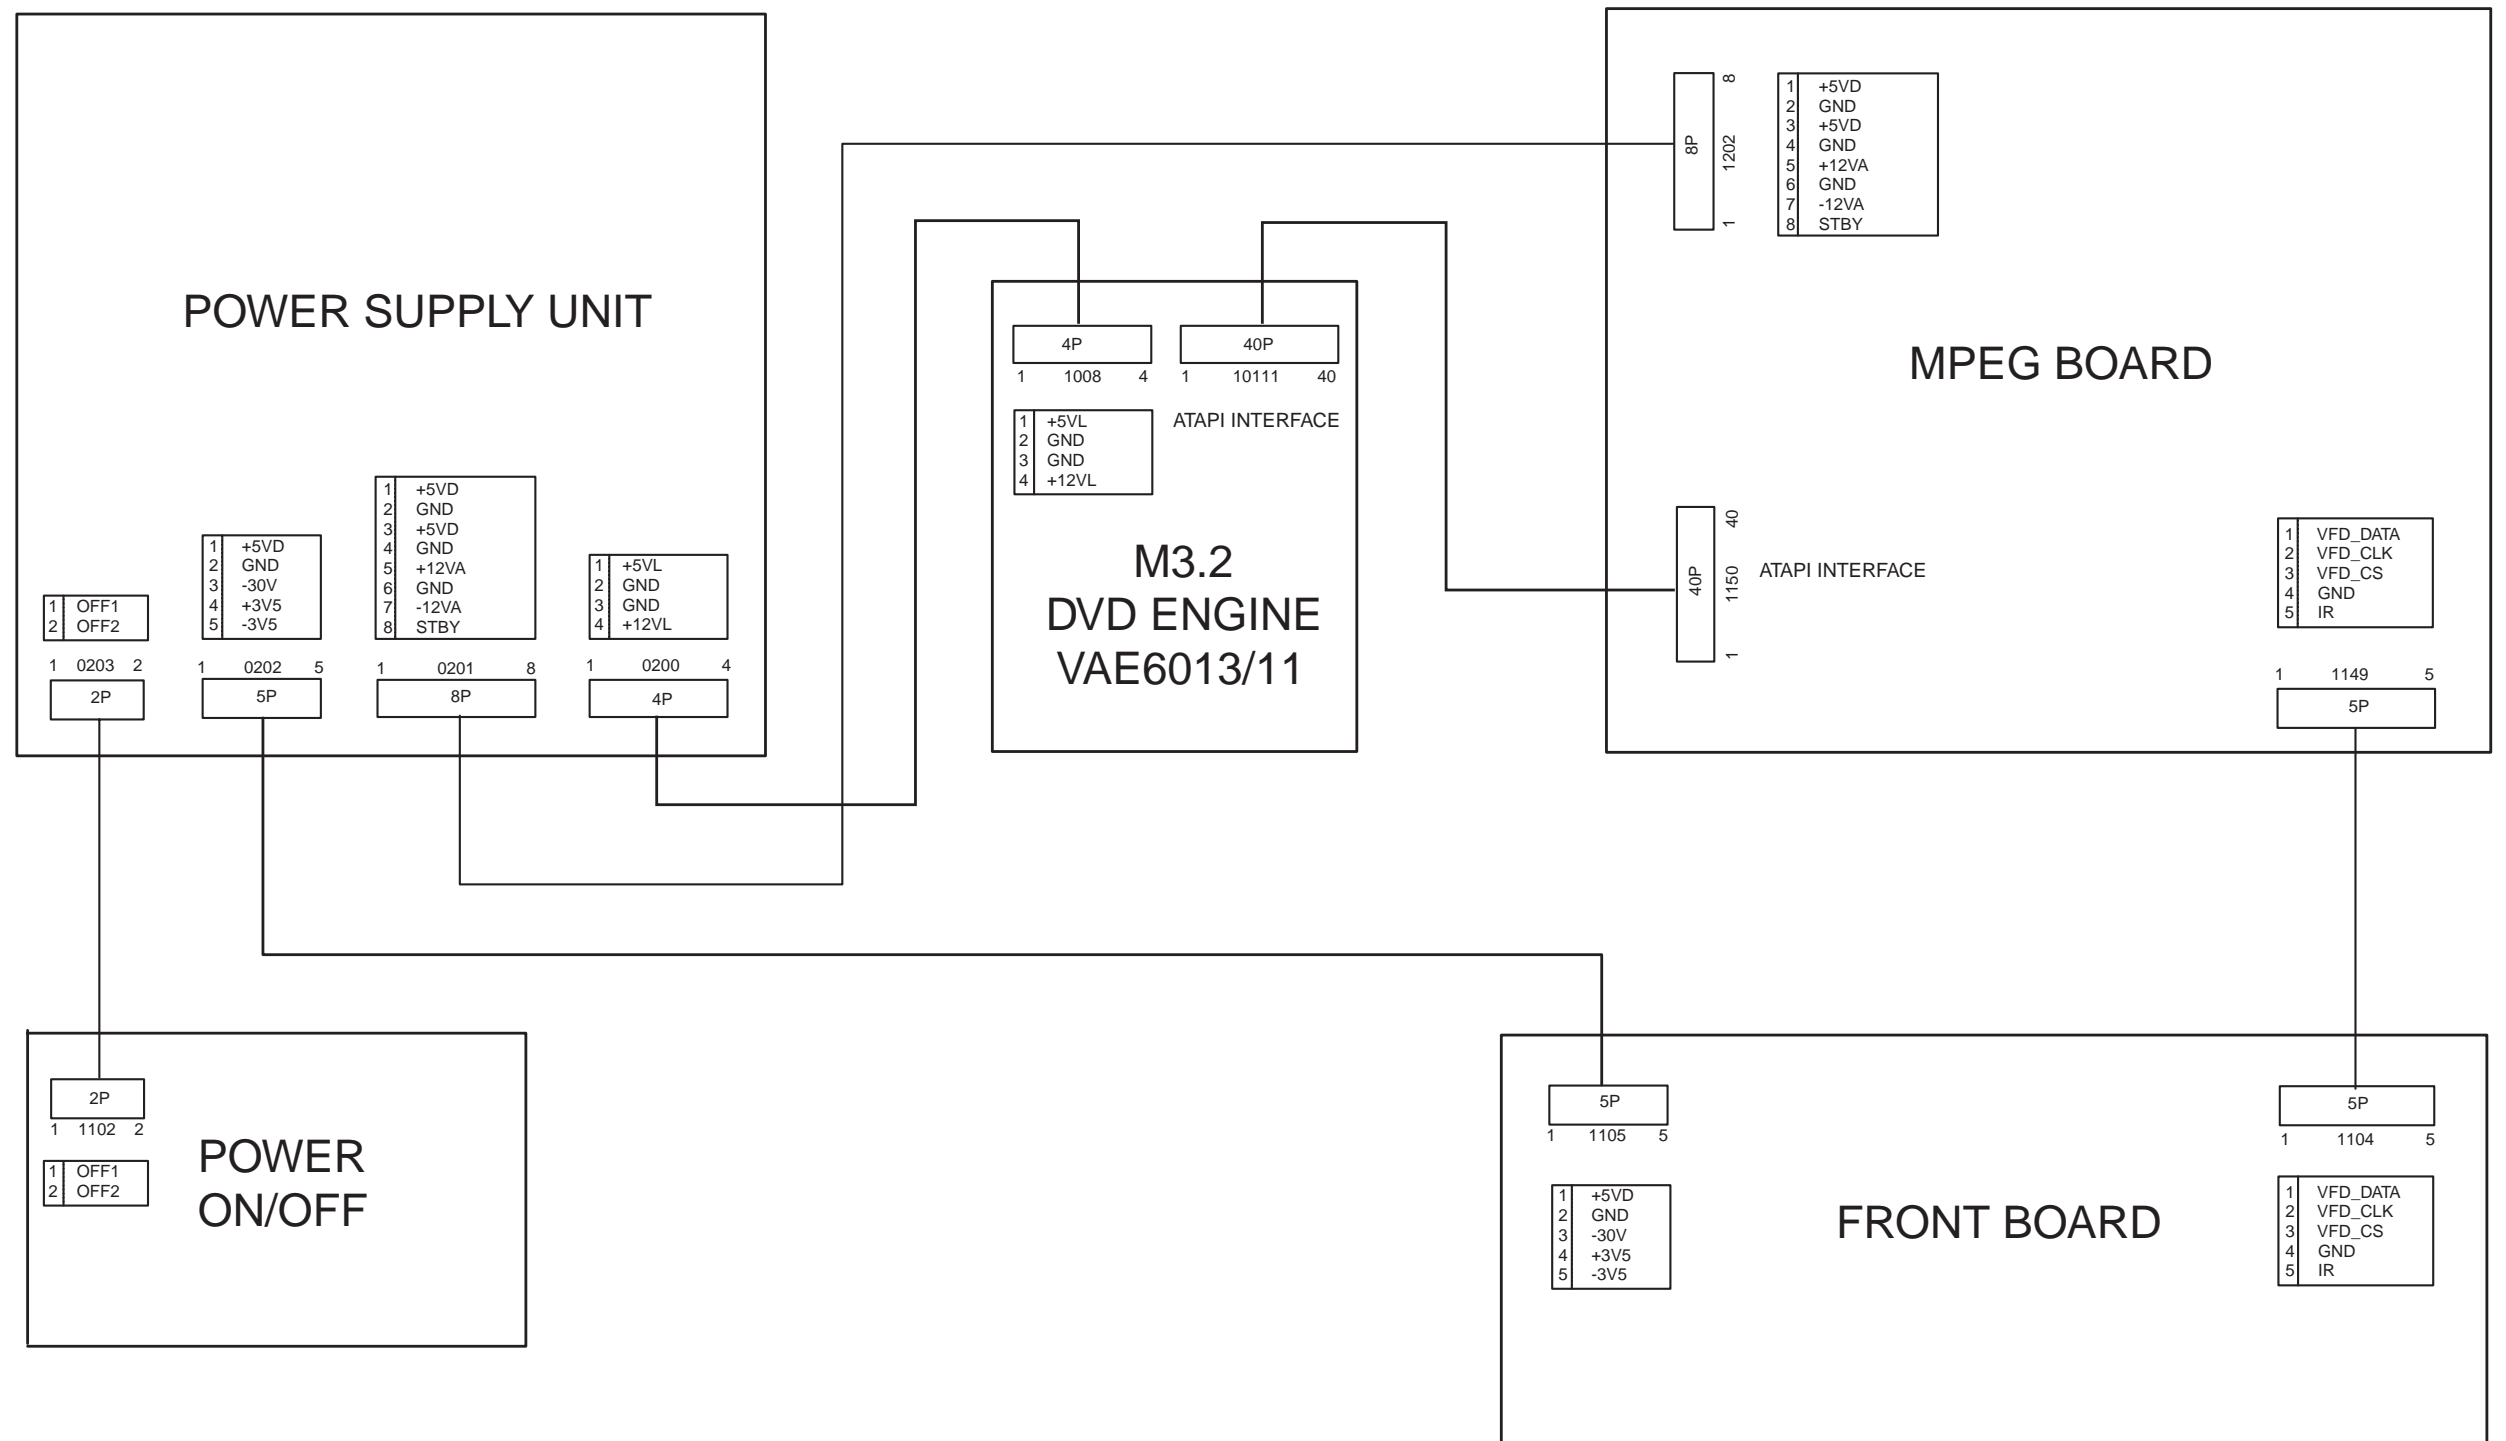 POWER SUPPLY UNIT
1 OFF1
2 OFF2
1 0203 2
2P
1 +5VD
2 GND
3 -30V
4 +3V5
5 -3V5
1 0202 5
5P
1 +5VD
2 GND
3 +5VD
4 GND
5 +12VA
6 GND
7 -12VA
8 STBY
1 0201 8
8P
1 +5VL
2 GND
3 GND
4 +12VL
1 0200 4
4P
4P
1 1008 4
1 +5VL
2 GND
3 GND
4 +12VL
40P
1 10111 40
ATAPI INTERFACE
M3.2
DVD ENGINE
VAE6013/11
8P
1 1202 8
1 +5VD
2 GND
3 +5VD
4 GND
5 +12VA
6 GND
7 -12VA
8 STBY
MPEG BOARD
40P
1 1150 40
ATAPI INTERFACE
1 VFD_DATA
2 VFD_CLK
3 VFD_CS
4 GND
5 IR
1 1149 5
5P
2P
1 1102 2
1 OFF1
2 OFF2
POWER
ON/OFF
5P
1 1105 5
1 +5VD
2 GND
3 -30V
4 +3V5
5 -3V5
FRONT BOARD
5P
1 1104 5
1 VFD_DATA
2 VFD_CLK
3 VFD_CS
4 GND
5 IR